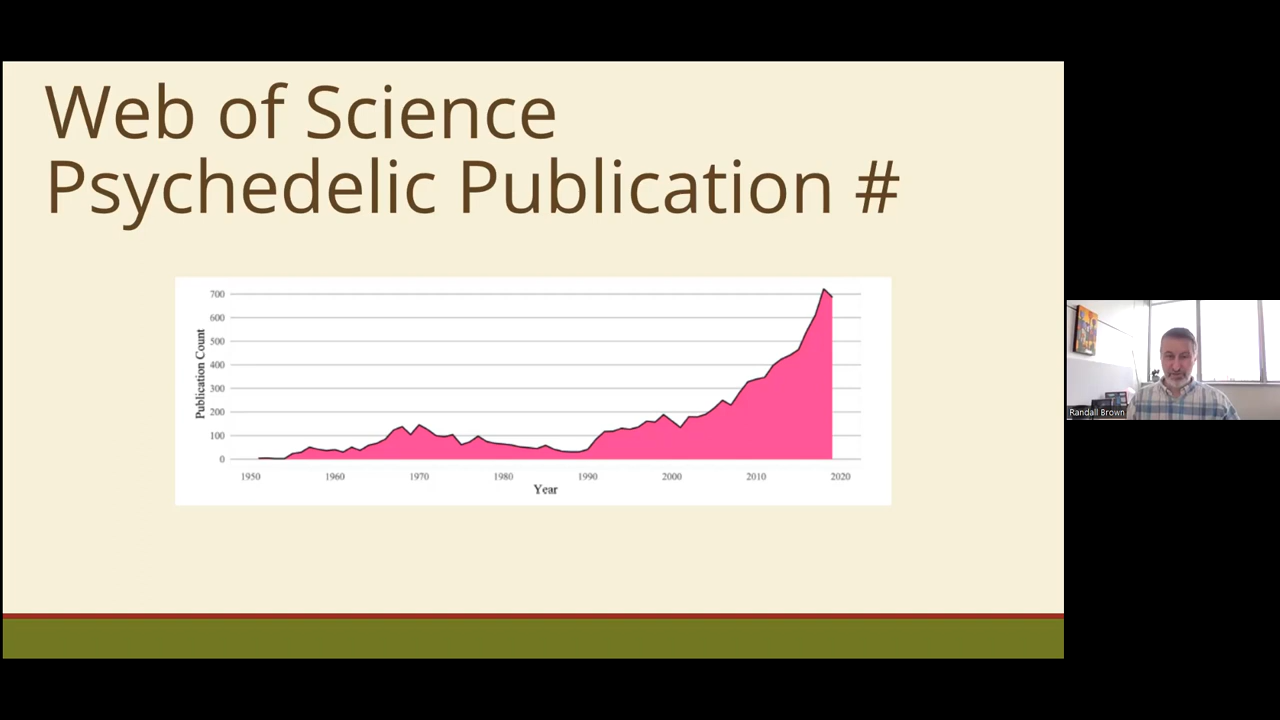 Web of Science
Psychedelic Publication #
Publication Count
700
600
500
400
300
200
100
0
1950 1960 1970 1980 1990 2000 2010 2020
Year
Randall Brown